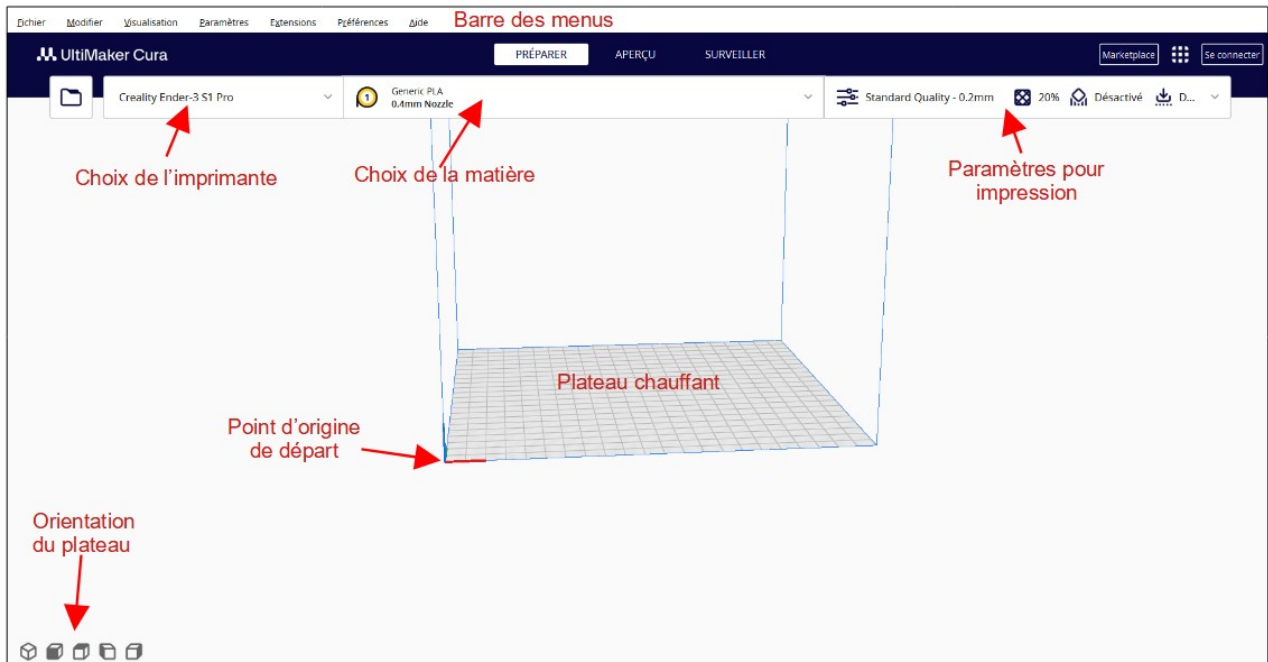 Fichier Modifier Visualisation Paramètres Extensions Préférences Aide Barre des menus
UltiMaker Cura PRÉPARER APERÇU SURVEILLER Marketplace Se connecter
Creality Ender-3 S1 Pro
1
Generic PLA
0.4mm Nozzle
Standard Quality - 0.2mm 20% Désactivé D...
Choix de l'imprimante
Choix de la matière
Paramètres pour
impression
Plateau chauffant
Point d'origine
de départ
Orientation
du plateau